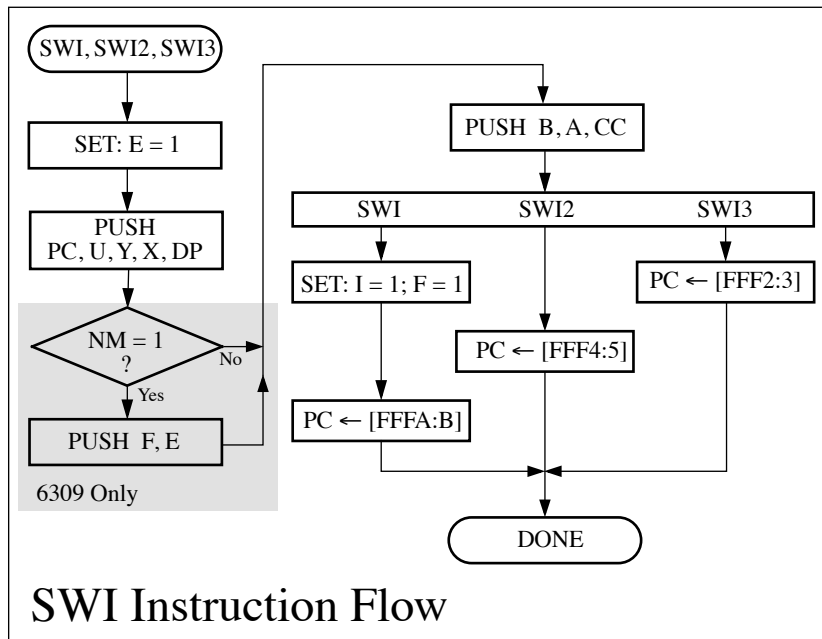 SWI, SWI2, SWI3
SET: E = 1
PUSH
PC, U, Y, X, DP
NM = 1
?
No
Yes
PUSH F, E
6309 Only
PUSH B, A, CC
SWI SWI2 SWI3
SET: I = 1; F = 1
PC ← [FFF2:3]
PC ← [FFF4:5]
PC ← [FFFA:B]
DONE
SWI Instruction Flow